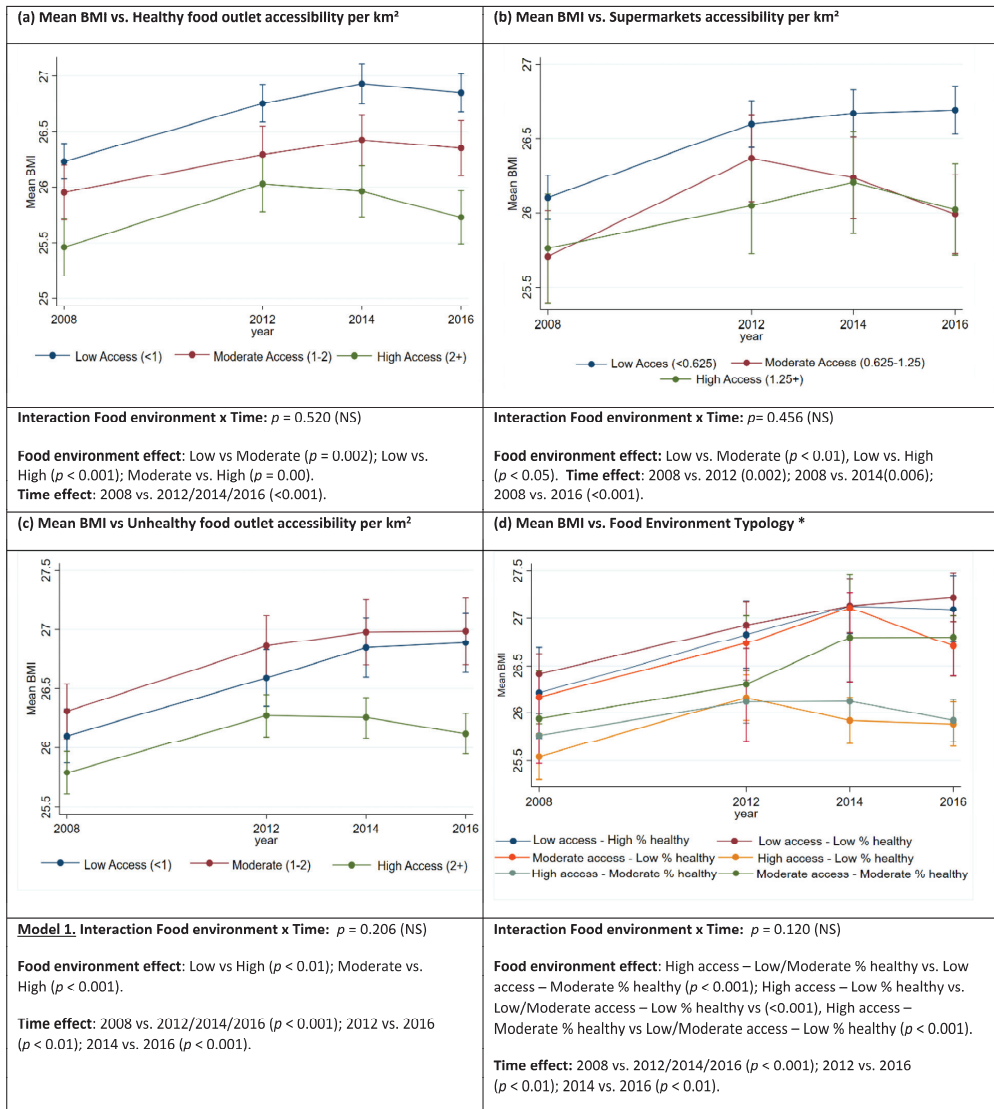 (a) Mean BMI vs. Healthy food outlet accessibility per km²
27
26.5
26
25.5
25
Mean BMI
2008
2012
2014
2016
year
Low Access (<1)
Moderate Access (1-2)
High Access (2+)
Interaction Food environment x Time: p = 0.520 (NS)
Food environment effect: Low vs Moderate (p = 0.002); Low vs.
High (p < 0.001); Moderate vs. High (p = 0.00).
Time effect: 2008 vs. 2012/2014/2016 (<0.001).
(b) Mean BMI vs. Supermarkets accessibility per km²
27
26.5
26
25.5
Mean BMI
2008
2012
2014
2016
year
Low Acces (<0.625)
Moderate Access (0.625-1.25)
High Access (1.25+)
Interaction Food environment x Time: p= 0.456 (NS)
Food environment effect: Low vs. Moderate (p < 0.01), Low vs. High
(p < 0.05). Time effect: 2008 vs. 2012 (0.002); 2008 vs. 2014(0.006);
2008 vs. 2016 (<0.001).
(c) Mean BMI vs Unhealthy food outlet accessibility per km²
27.5
27
26.5
26
25.5
Mean BMI
2008
2012
2014
2016
year
Low Access (<1)
Moderate (1-2)
High Access (2+)
Model 1. Interaction Food environment x Time: p = 0.206 (NS)
Food environment effect: Low vs High (p < 0.01); Moderate vs.
High (p < 0.001).
Time effect: 2008 vs. 2012/2014/2016 (p < 0.001); 2012 vs. 2016
(p < 0.01); 2014 vs. 2016 (p < 0.001).
(d) Mean BMI vs. Food Environment Typology *
27.5
27
26.5
26
25.5
Mean BMI
2008
2012
2014
2016
year
Low access - High % healthy
Low access - Low % healthy
Moderate access - Low % healthy
High access - Low % healthy
High access - Moderate % healthy
Moderate access - Moderate % healthy
Interaction Food environment x Time: p = 0.120 (NS)
Food environment effect: High access – Low/Moderate % healthy vs. Low
access – Moderate % healthy (p < 0.001); High access – Low % healthy vs.
Low/Moderate access – Low % healthy vs (<0.001), High access –
Moderate % healthy vs Low/Moderate access – Low % healthy (p < 0.001).
Time effect: 2008 vs. 2012/2014/2016 (p < 0.001); 2012 vs. 2016
(p < 0.01); 2014 vs. 2016 (p < 0.01).